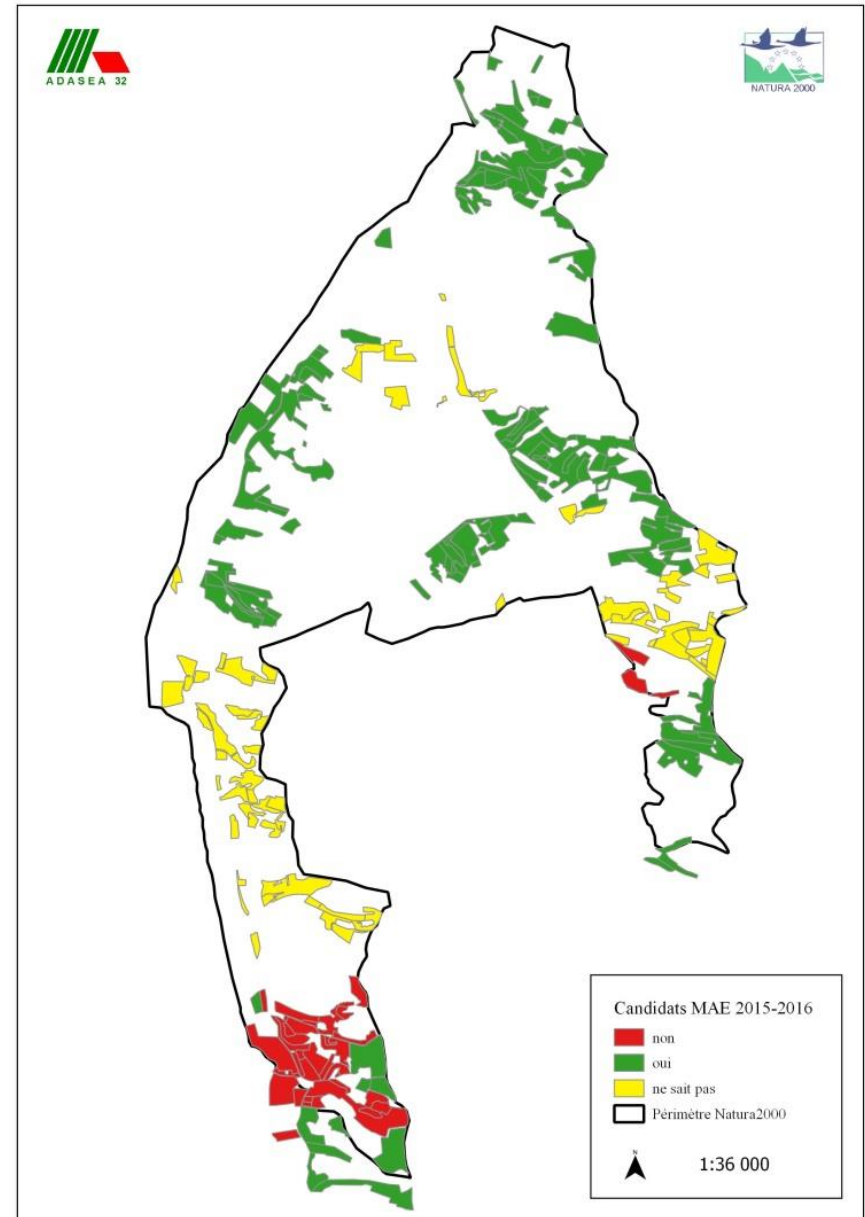 ADASEA 32
NATURA 2000
Candidats MAE 2015-2016
non
oui
ne sait pas
Périmètre Natura2000
N
1:36 000